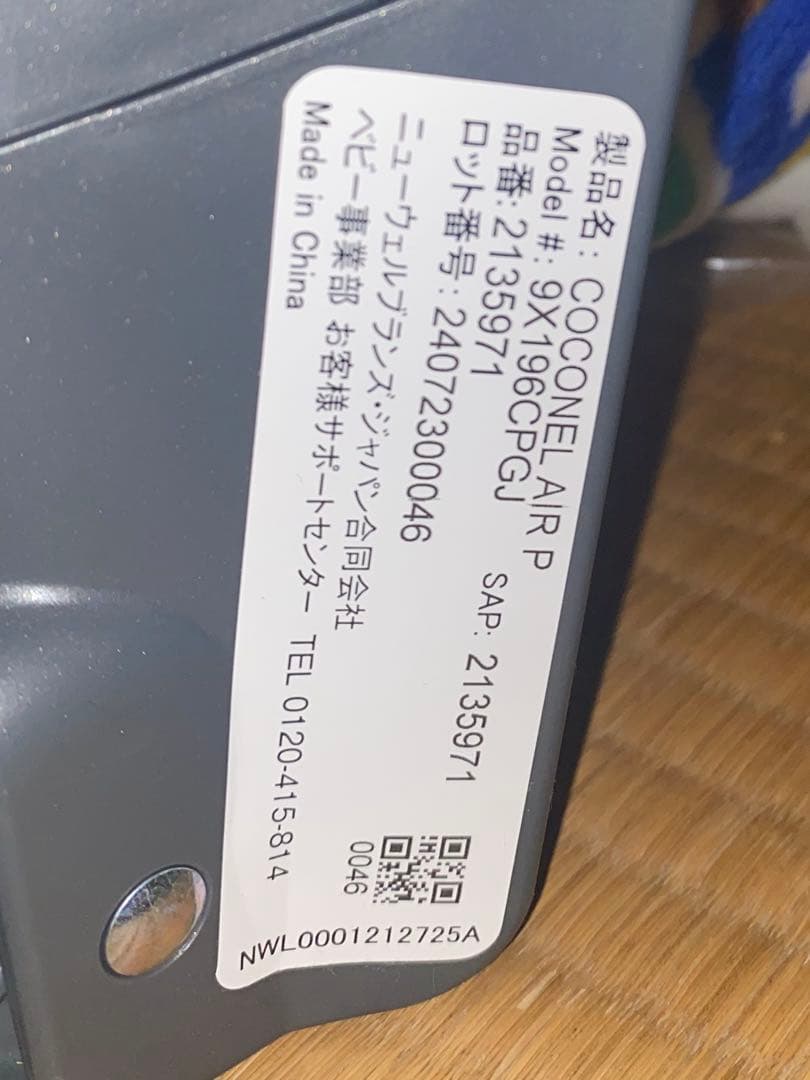 製品名: COCONEL AIR P
Model #: 9X196CPGJ
品番: 2135971 SAP: 2135971
ロット番号: 24072300046
ニューウェルブランズ・ジャパン合同会社
ベビー事業部 お客様サポートセンター TEL 0120-415-814
Made in China
0046
NWL0001212725A